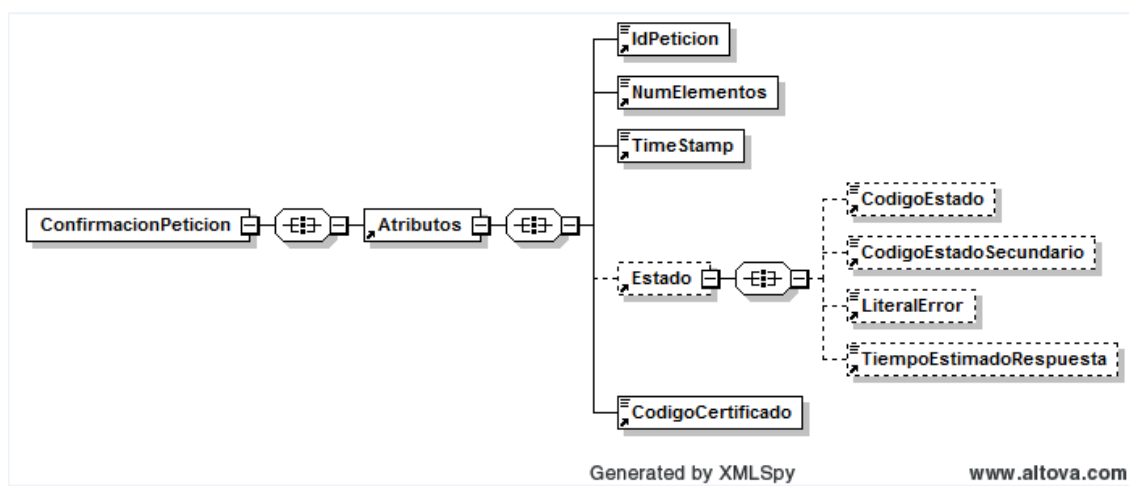 IdPeticion
NumElementos
TimeStamp
ConfirmacionPeticion
Atributos
Estado
CodigoEstado
CodigoEstadoSecundario
LiteralError
TiempoEstimadoRespuesta
CodigoCertificado
Generated by XMLSpy
www.altova.com